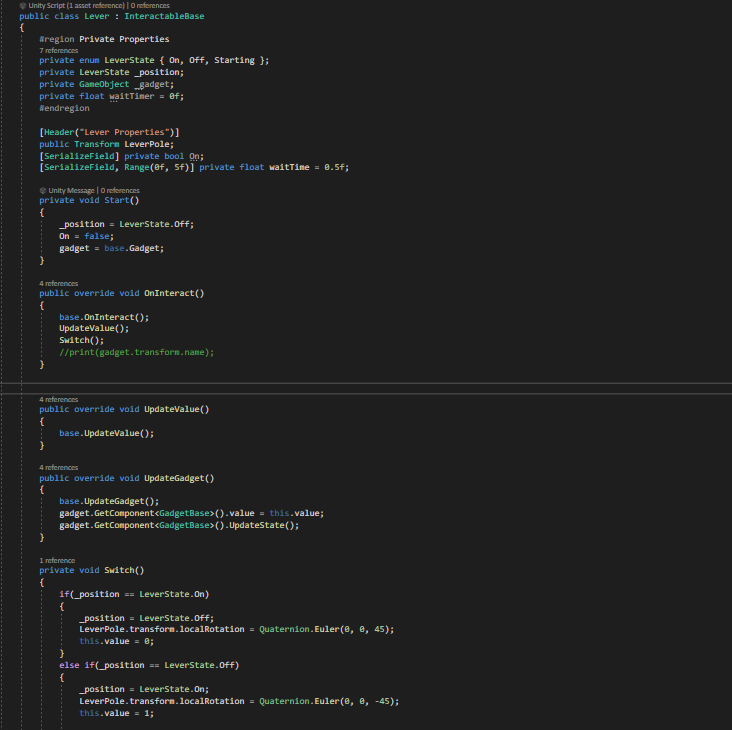 Unity Script (1 asset reference) | 0 references
public class Lever : InteractableBase
{
#region Private Properties
7 references
private enum LeverState { On, Off, Starting };
private LeverState _position;
private GameObject _gadget;
private float waitTimer = 0f;
#endregion
[Header("Lever Properties")]
public Transform LeverPole;
[SerializeField] private bool On;
[SerializeField, Range(0f, 5f)] private float waitTime = 0.5f;
Unity Message | 0 references
private void Start()
{
_position = LeverState.Off;
On = false;
gadget = base.Gadget;
}
4 references
public override void OnInteract()
{
base.OnInteract();
UpdateValue();
Switch();
//print(gadget.transform.name);
}
4 references
public override void UpdateValue()
{
base.UpdateValue();
}
4 references
public override void UpdateGadget()
{
base.UpdateGadget();
gadget.GetComponent<GadgetBase>().value = this.value;
gadget.GetComponent<GadgetBase>().UpdateState();
}
1 reference
private void Switch()
{
if(_position == LeverState.On)
{
_position = LeverState.Off;
LeverPole.transform.localRotation = Quaternion.Euler(0, 0, 45);
this.value = 0;
}
else if(_position == LeverState.Off)
{
_position = LeverState.On;
LeverPole.transform.localRotation = Quaternion.Euler(0, 0, -45);
this.value = 1;